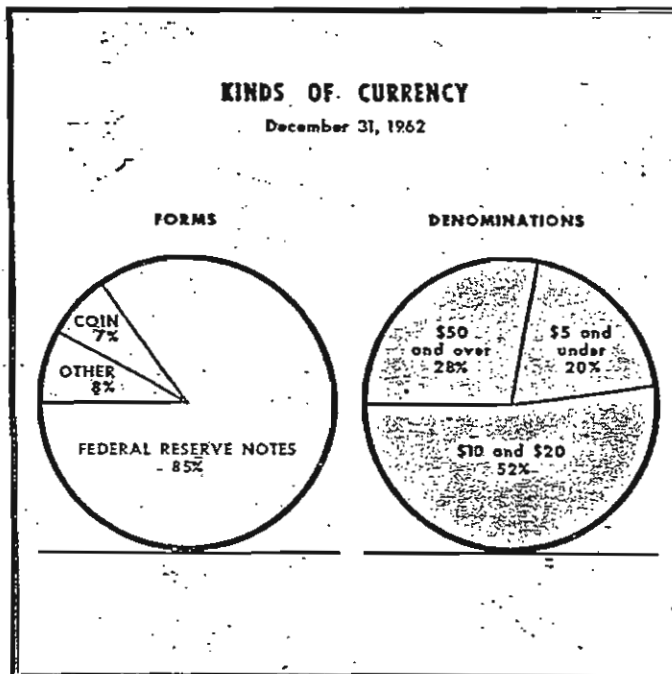 KINDS OF CURRENCY
December 31, 1962
FORMS
COIN
7%
OTHER
8%
FEDERAL RESERVE NOTES
85%
DENOMINATIONS
$50
and over
28%
$5 and
under
20%
$10 and $20
52%